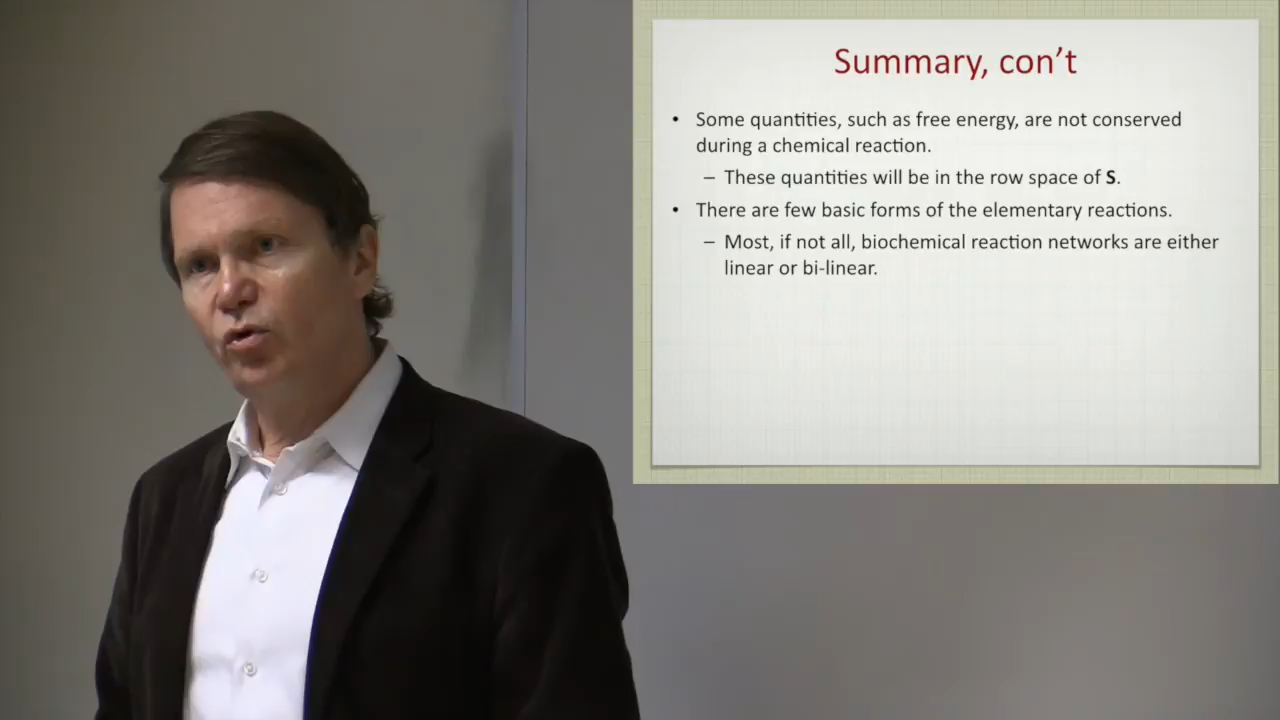 Summary, con’t
• Some quantities, such as free energy, are not conserved
during a chemical reaction.
– These quantities will be in the row space of S.
• There are few basic forms of the elementary reactions.
– Most, if not all, biochemical reaction networks are either
linear or bi-linear.